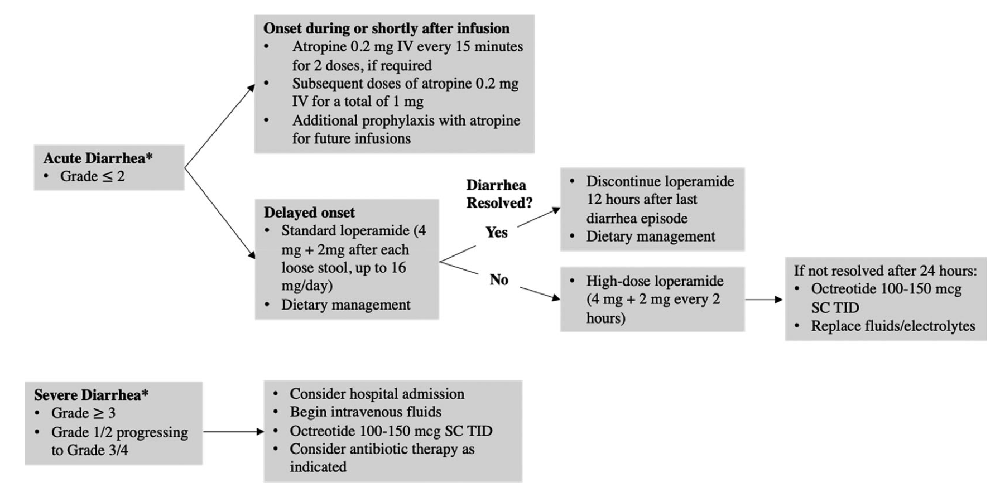 Onset during or shortly after infusion
• Atropine 0.2 mg IV every 15 minutes
for 2 doses, if required
• Subsequent doses of atropine 0.2 mg
IV for a total of 1 mg
• Additional prophylaxis with atropine
for future infusions
Acute Diarrhea*
• Grade ≤ 2
Delayed onset
• Standard loperamide (4
mg + 2mg after each
loose stool, up to 16
mg/day)
• Dietary management
Diarrhea
Resolved?
Yes
No
• Discontinue loperamide
12 hours after last
diarrhea episode
• Dietary management
• High-dose loperamide
(4 mg + 2 mg every 2
hours)
If not resolved after 24 hours:
• Octreotide 100-150 mcg
SC TID
• Replace fluids/electrolytes
Severe Diarrhea*
• Grade ≥ 3
• Grade 1/2 progressing
to Grade 3/4
• Consider hospital admission
• Begin intravenous fluids
• Octreotide 100-150 mcg SC TID
• Consider antibiotic therapy as
indicated